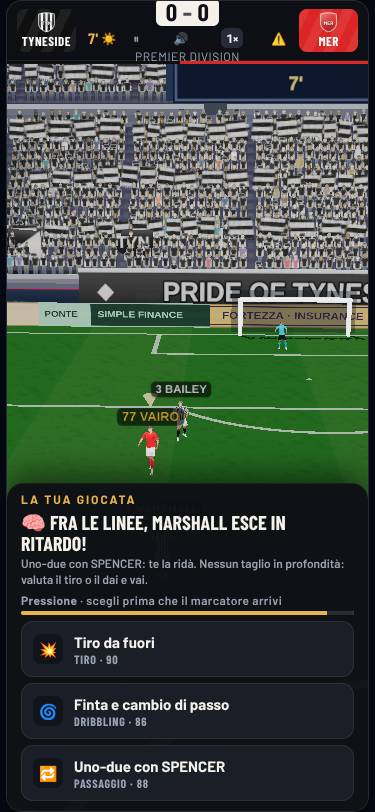 0 - 0
TYNESIDE
7'
1×
MER
MER
PREMIER DIVISION
7'
PRIDE OF TYNES
PONTE
SIMPLE FINANCE
FORTEZZA · INSURANCE
3 BAILEY
77 VAIRO
LA TUA GIOCATA
FRA LE LINEE, MARSHALL ESCE IN
RITARDO!
Uno-due con SPENCER: te la ridà. Nessun taglio in profondità:
valuta il tiro o il dai e vai.
Pressione · scegli prima che il marcatore arrivi
Tiro da fuori
TIRO · 90
Finta e cambio di passo
DRIBBLING · 86
Uno-due con SPENCER
PASSAGGIO · 88